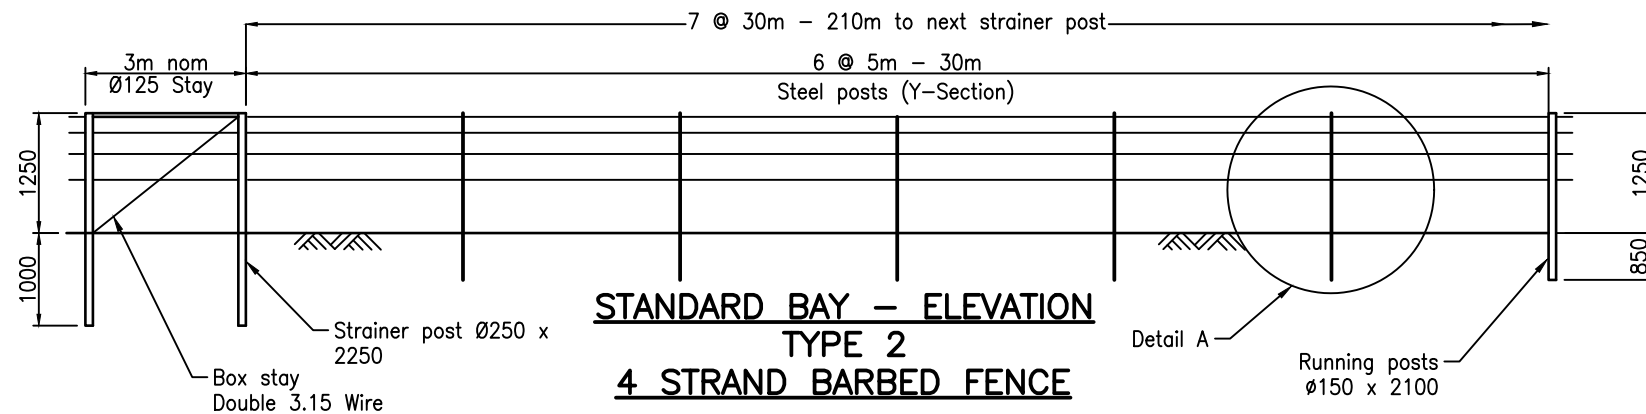 7 @ 30m - 210m to next strainer post
3m nom
Ø125 Stay
6 @ 5m - 30m
Steel posts (Y-Section)
1250
1250
1000
850
STANDARD BAY - ELEVATION
TYPE 2
4 STRAND BARBED FENCE
Strainer post Ø250 x
2250
Box stay
Double 3.15 Wire
Detail A
Running posts
ø150 x 2100